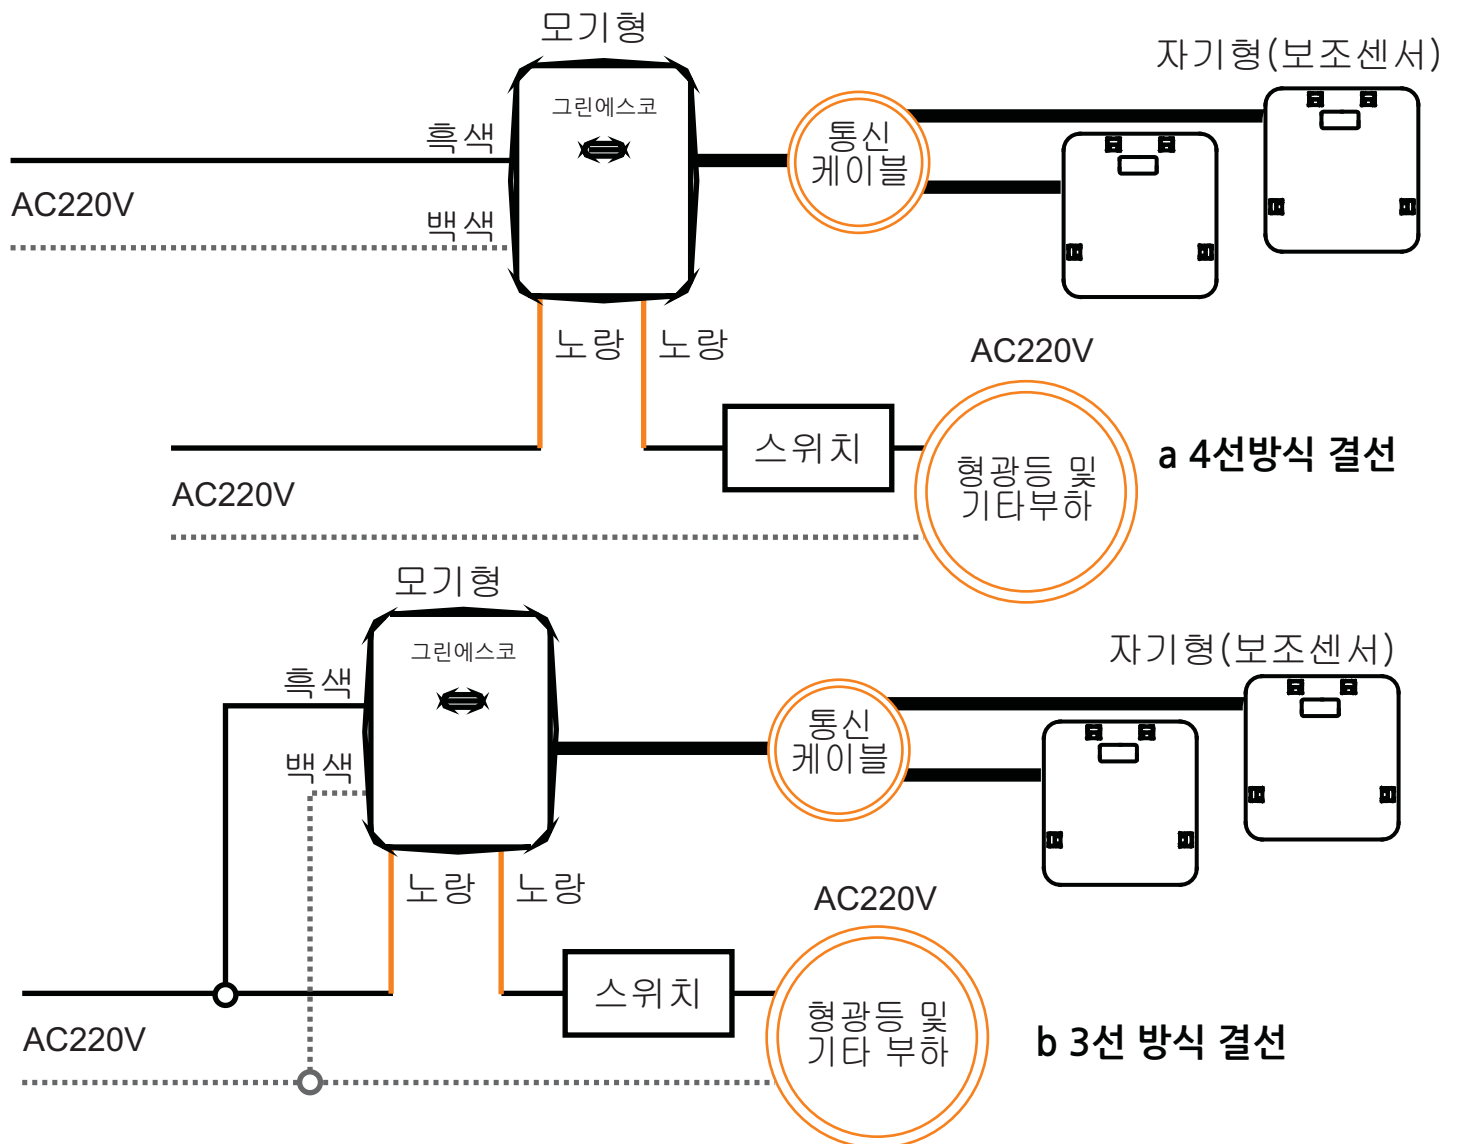 모기형
자기형(보조센서)
그린에스코
흑색
통신
케이블
AC220V
백색
노랑
노랑
AC220V
스위치
a 4선방식 결선
형광등 및
기타부하
AC220V
모기형
자기형(보조센서)
그린에스코
흑색
통신
케이블
백색
노랑
노랑
AC220V
스위치
형광등 및
기타 부하
AC220V
b 3선 방식 결선